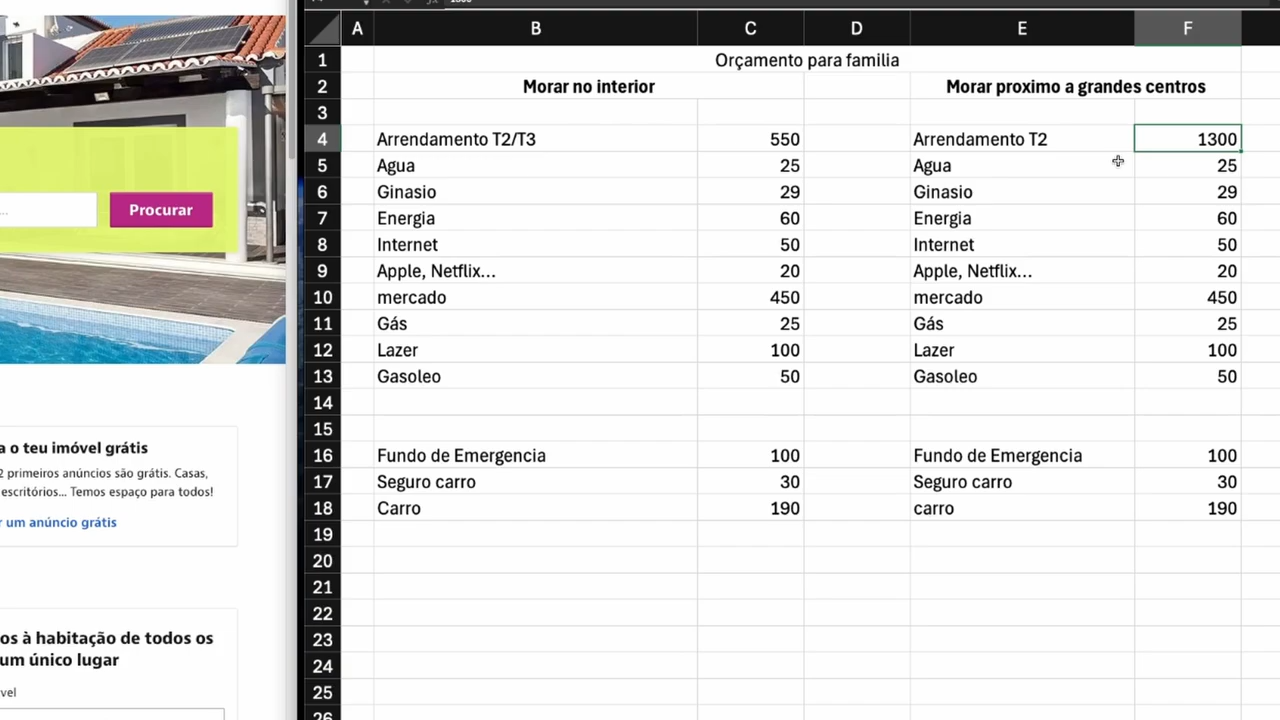 A B C D E F
1 Orçamento para familia
2 Morar no interior Morar proximo a grandes centros
3
4 Arrendamento T2/T3 550 Arrendamento T2 1300
5 Agua 25 Agua 25
6 Ginasio 29 Ginasio 29
7 Energia 60 Energia 60
8 Internet 50 Internet 50
9 Apple, Netflix... 20 Apple, Netflix... 20
10 mercado 450 mercado 450
11 Gás 25 Gás 25
12 Lazer 100 Lazer 100
13 Gasoleo 50 Gasoleo 50
14
15
16 Fundo de Emergencia 100 Fundo de Emergencia 100
17 Seguro carro 30 Seguro carro 30
18 Carro 190 carro 190
19
20
21
22
23
24
25
26
...
Procurar
a o teu imóvel grátis
2 primeiros anúncios são grátis. Casas,
escritórios... Temos espaço para todos!
r um anúncio grátis
os à habitação de todos os
um único lugar
vel